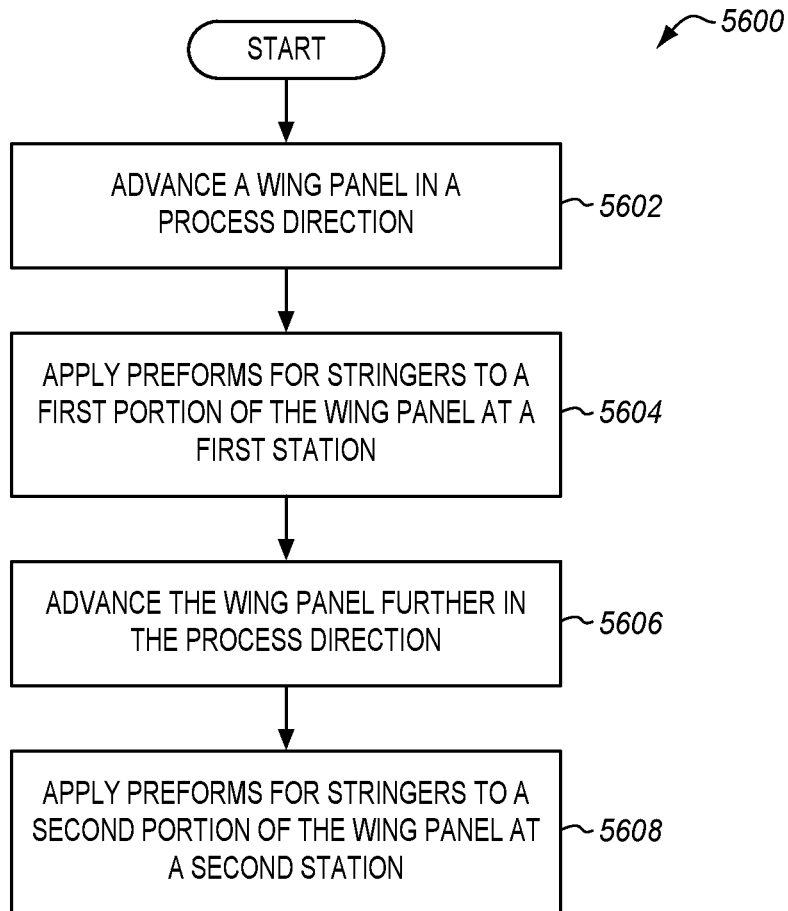 5600
START
ADVANCE A WING PANEL IN A
PROCESS DIRECTION
5602
APPLY PREFORMS FOR STRINGERS TO A
FIRST PORTION OF THE WING PANEL AT A
FIRST STATION
5604
ADVANCE THE WING PANEL FURTHER IN
THE PROCESS DIRECTION
5606
APPLY PREFORMS FOR STRINGERS TO A
SECOND PORTION OF THE WING PANEL AT
A SECOND STATION
5608